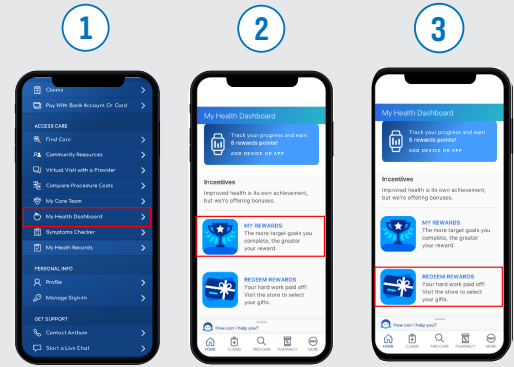 1
Claims
Pay With Bank Account Or Card
ACCESS CARE
Find Care
Community Resources
Virtual Visit with a Provider
Compare Procedure Costs
My Care Team
My Health Dashboard
Symptoms Checker
My Health Records
PERSONAL INFO
Profile
Manage Sign-In
GET SUPPORT
Contact Anthem
Start a Live Chat
2
My Health Dashboard
Track your progress and earn
5 rewards points!
ADD DEVICE OR APP
Incentives
Improved health is its own achievement,
but we're offering bonuses.
MY REWARDS
The more target goals you
complete, the greater
your reward.
REDEEM REWARDS
Your hard work paid off!
Visit the store to select
your gifts.
How can I help you?
HOME CLAIMS FIND CARE PHARMACY MORE
3
My Health Dashboard
Track your progress and earn
5 rewards points!
ADD DEVICE OR APP
Incentives
Improved health is its own achievement,
but we're offering bonuses.
MY REWARDS
The more target goals you
complete, the greater
your reward.
REDEEM REWARDS
Your hard work paid off!
Visit the store to select
your gifts.
How can I help you?
HOME CLAIMS FIND CARE PHARMACY MORE